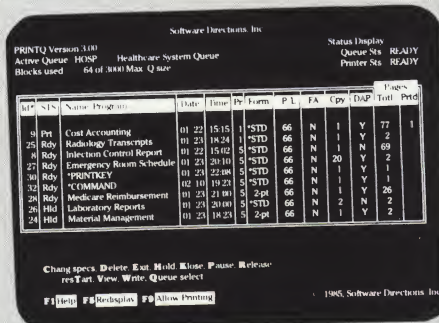 Software Directions, Inc
PRINTQ Version 3.00 Status Display
Active Queue HOSP Healthcare System Queue Queue Sts READY
Blocks used 64 of 3000 Max Q size Printer Sts READY
Pages
Id# STS Name/Program Date Time Pr Form P L FA Cpy DAP Totl Prtd
9 Prt Cost Accounting 01 22 15:15 1 *STD 66 N 1 Y 77 1
25 Rdy Radiology Transcripts 01 23 18:24 1 *STD 66 N 1 Y 2
8 Rdy Injection Control Report 01 22 15:02 5 *STD 66 N 1 N 69
27 Rdy Emergency Room Schedule 01 23 20:10 5 *STD 66 N 20 Y 2
30 Rdy *PRINTKEY 01 23 22:08 5 *STD 66 N 1 Y 1
32 Rdy *COMMAND 02 10 19:23 5 *STD 66 N 1 Y 1
28 Rdy Medicare Reimbursement 01 23 21:00 5 2-pt 66 N 1 Y 26
26 Hld Laboratory Reports 01 23 20:00 5 *STD 66 N 2 N 2
24 Hld Material Management 01 23 18:23 5 2-pt 66 N 1 Y 2
Chang specs, Delete, Ext, Hold, Klose, Pause, Release
resTart, View, Write, Queue select
F1 Help F8 Redisplay F9 Allow Printing
1985, Software Directions, Inc